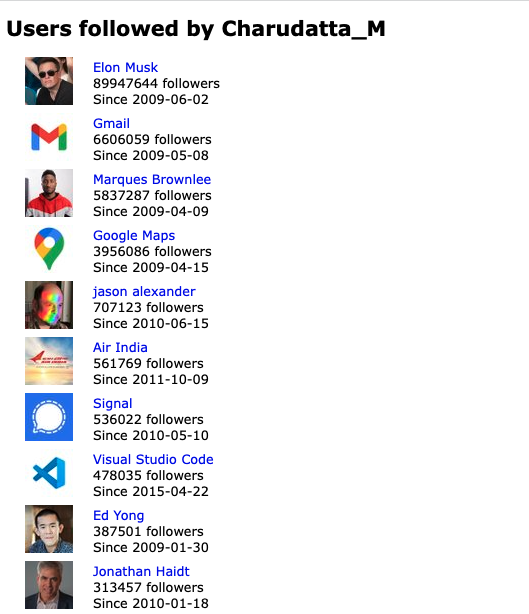 Users followed by Charudatta_M
Elon Musk
89947644 followers
Since 2009-06-02
Gmail
6606059 followers
Since 2009-05-08
Marques Brownlee
5837287 followers
Since 2009-04-09
Google Maps
3956086 followers
Since 2009-04-15
jason alexander
707123 followers
Since 2010-06-15
Air India
561769 followers
Since 2011-10-09
Signal
536022 followers
Since 2010-05-10
Visual Studio Code
478035 followers
Since 2015-04-22
Ed Yong
387501 followers
Since 2009-01-30
Jonathan Haidt
313457 followers
Since 2010-01-18